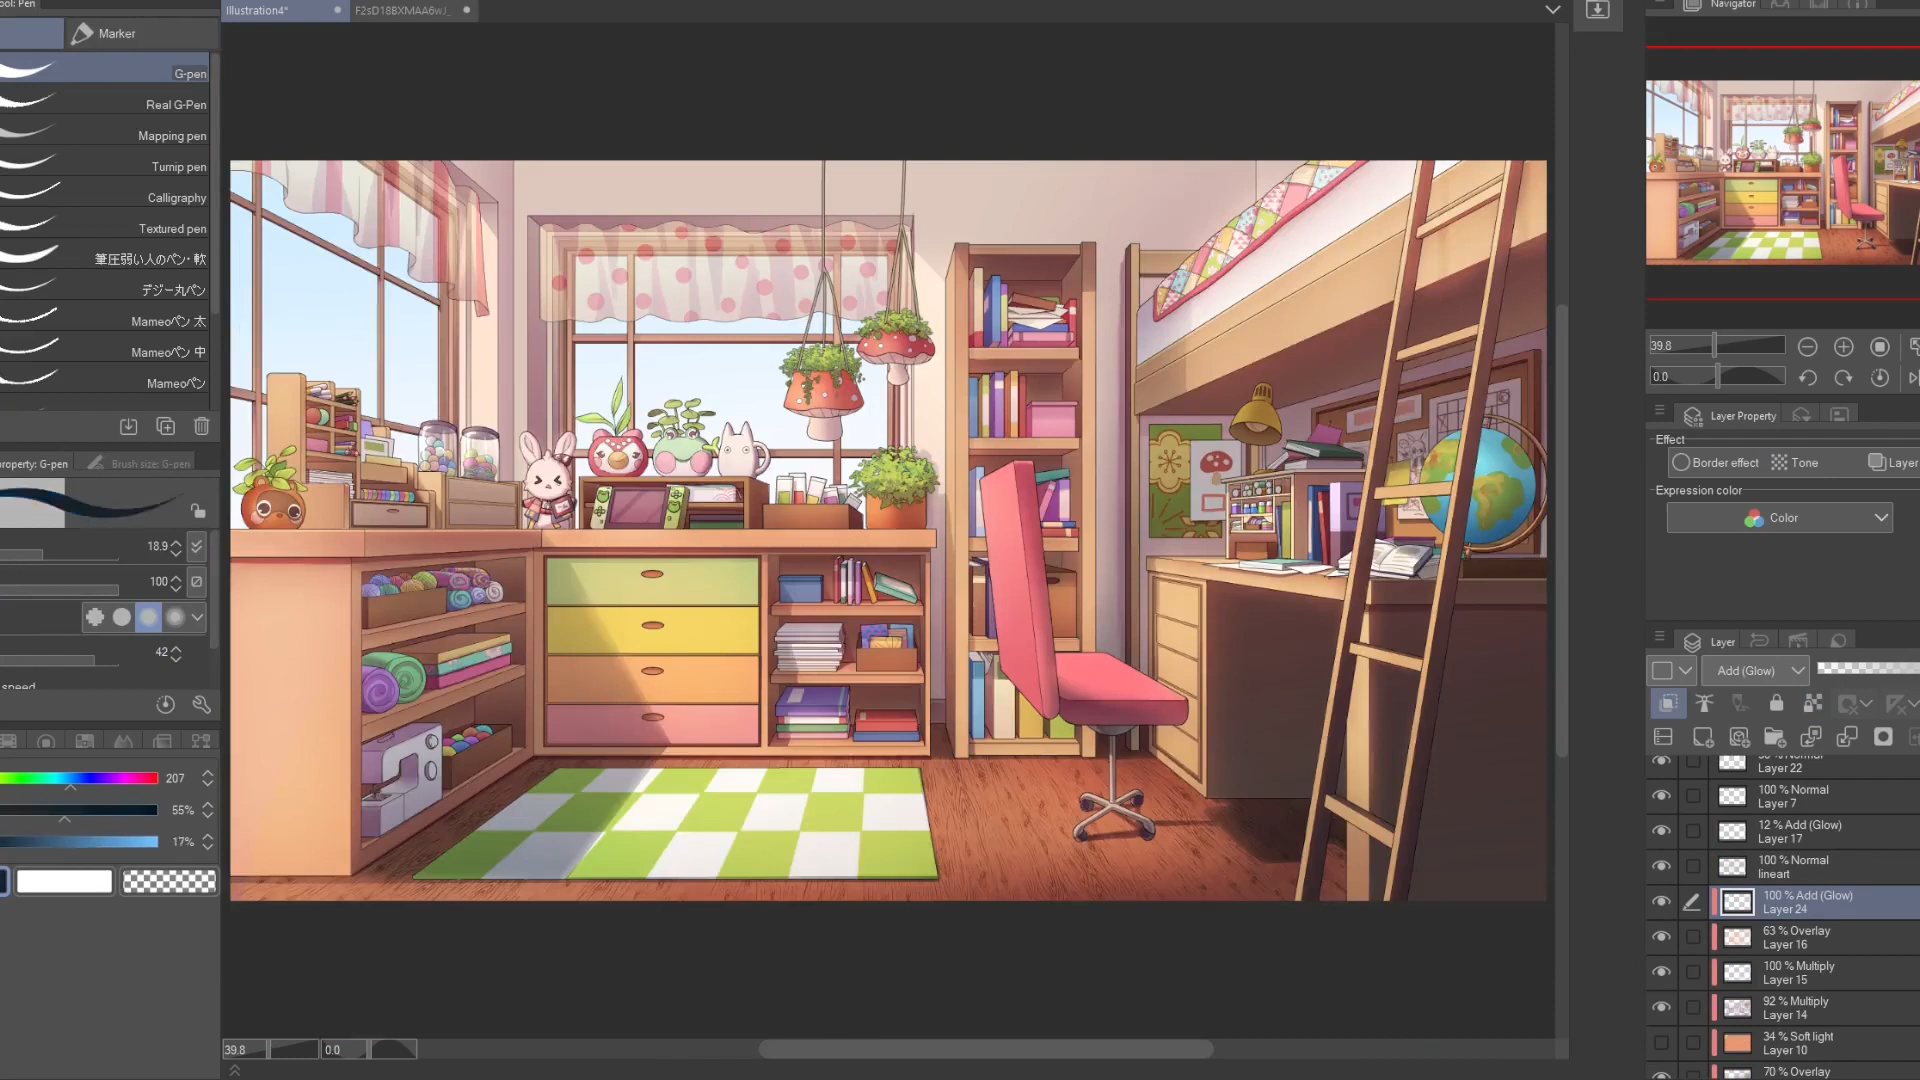 ool: Pen
Marker
G-pen
Real G-Pen
Mapping pen
Turnip pen
Calligraphy
Textured pen
筆圧弱い人のペン・軟
デジー丸ペン
Mameoペン 太
Mameoペン 中
Mameoペン
property: G-pen
Brush size: G-pen
18.9
100
42
speed
207
55%
17%
Illustration4*
F2sD18BXMAA6wJ_
39.8
0.0
Navigator
39.8
0.0
Layer Property
Effect
Border effect
Tone
Layer
Expression color
Color
Layer
Add (Glow)
Layer 22
100 % Normal
Layer 7
12 % Add (Glow)
Layer 17
100 % Normal
lineart
100 % Add (Glow)
Layer 24
63 % Overlay
Layer 16
100 % Multiply
Layer 15
92 % Multiply
Layer 14
34 % Soft light
Layer 10
70 % Overlay